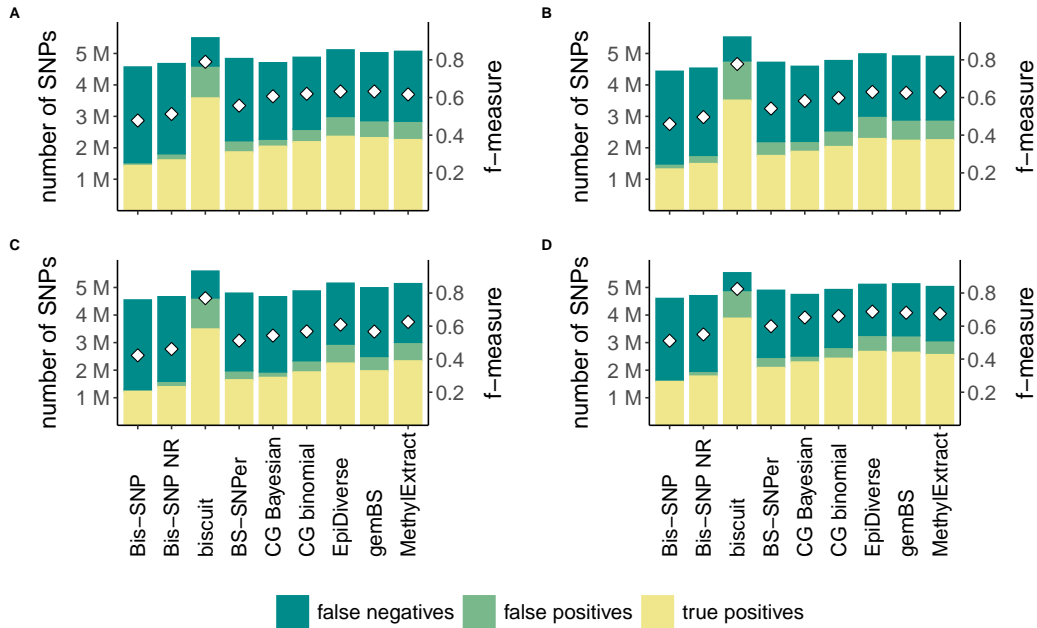 A
B
number of SNPs
5 M
4 M
3 M
2 M
1 M
0.8
0.6
0.4
0.2
f−measure
number of SNPs
5 M
4 M
3 M
2 M
1 M
0.8
0.6
0.4
0.2
f−measure
C
D
number of SNPs
5 M
4 M
3 M
2 M
1 M
0.8
0.6
0.4
0.2
f−measure
number of SNPs
5 M
4 M
3 M
2 M
1 M
0.8
0.6
0.4
0.2
f−measure
Bis−SNP
Bis−SNP NR
biscuit
BS−SNPer
CG Bayesian
CG binomial
EpiDiverse
gemBS
MethylExtract
Bis−SNP
Bis−SNP NR
biscuit
BS−SNPer
CG Bayesian
CG binomial
EpiDiverse
gemBS
MethylExtract
false negatives
false positives
true positives